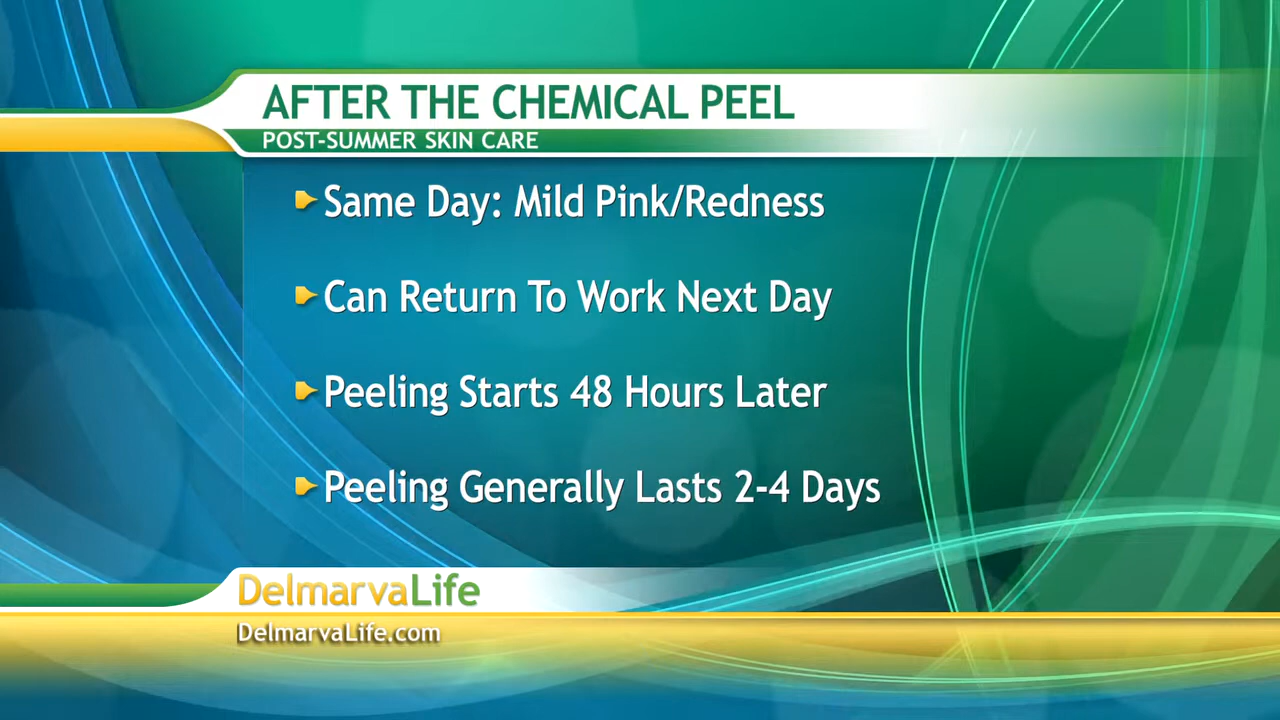 AFTER THE CHEMICAL PEEL
POST-SUMMER SKIN CARE
Same Day: Mild Pink/Redness
Can Return To Work Next Day
Peeling Starts 48 Hours Later
Peeling Generally Lasts 2-4 Days
DelmarvaLife
DelmarvaLife.com